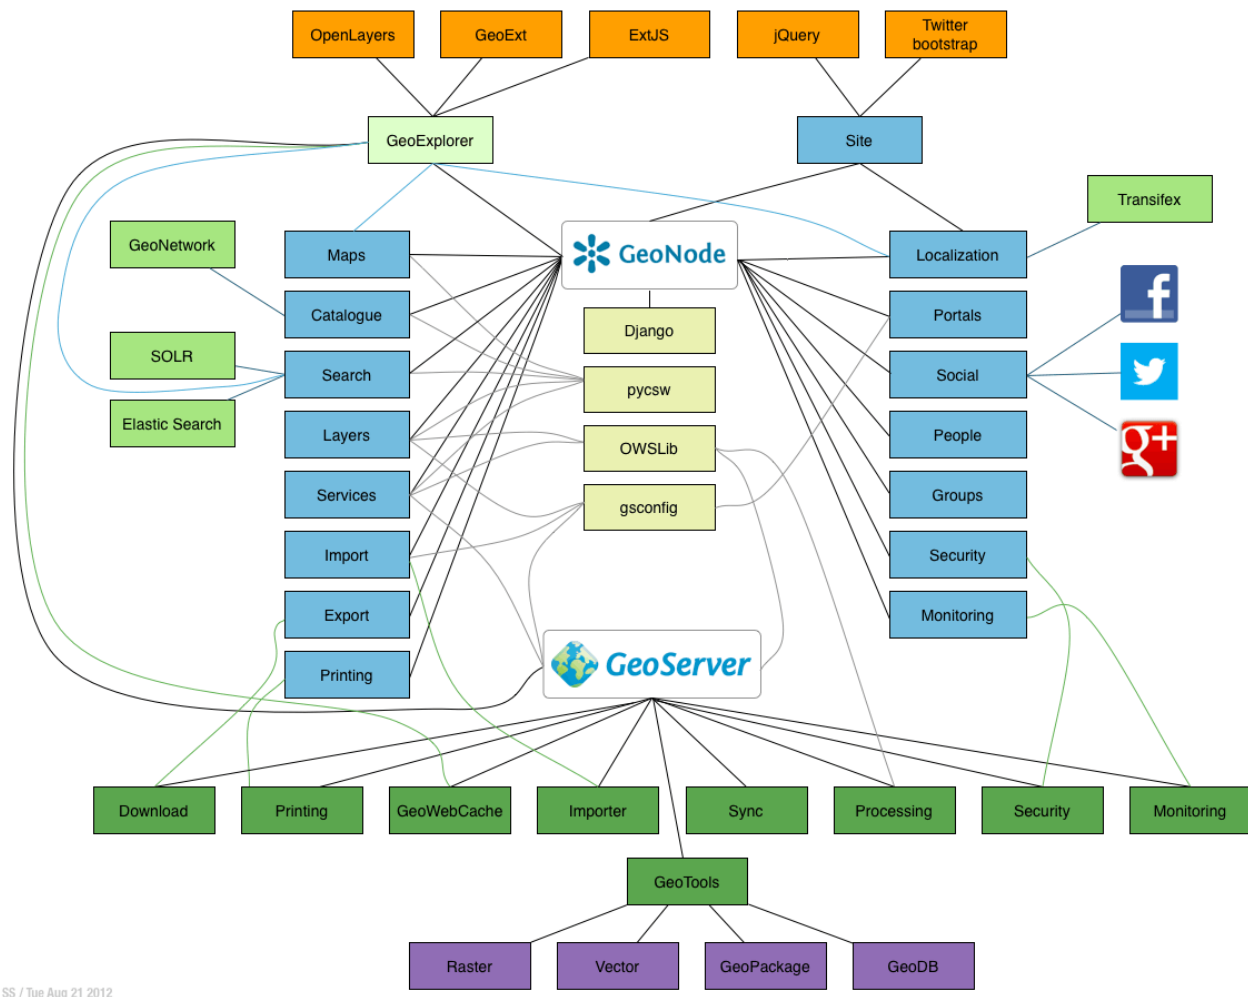 OpenLayers
GeoExt
ExtJS
jQuery
Twitter
bootstrap
GeoExplorer
Site
Transifex
GeoNetwork
Maps
GeoNode
Localization
Catalogue
Django
Portals
f
SOLR
Search
pycsw
Social
Elastic Search
Layers
OWSLib
People
g+
Services
gsconfig
Groups
Import
Security
Export
Monitoring
Printing
GeoServer
Download
Printing
GeoWebCache
Importer
Sync
Processing
Security
Monitoring
GeoTools
Raster
Vector
GeoPackage
GeoDB
SS / Tue Aug 21 2012